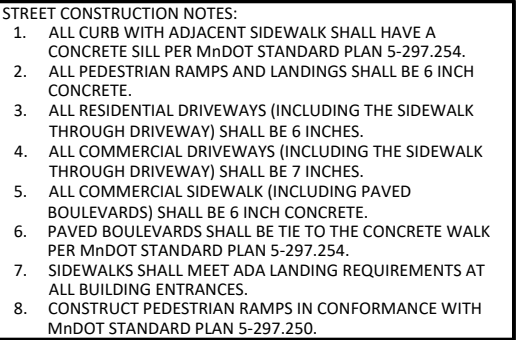 STREET CONSTRUCTION NOTES:
1. ALL CURB WITH ADJACENT SIDEWALK SHALL HAVE A
CONCRETE SILL PER MnDOT STANDARD PLAN 5-297.254.
2. ALL PEDESTRIAN RAMPS AND LANDINGS SHALL BE 6 INCH
CONCRETE.
3. ALL RESIDENTIAL DRIVEWAYS (INCLUDING THE SIDEWALK
THROUGH DRIVEWAY) SHALL BE 6 INCHES.
4. ALL COMMERCIAL DRIVEWAYS (INCLUDING THE SIDEWALK
THROUGH DRIVEWAY) SHALL BE 7 INCHES.
5. ALL COMMERCIAL SIDEWALK (INCLUDING PAVED
BOULEVARDS) SHALL BE 6 INCH CONCRETE.
6. PAVED BOULEVARDS SHALL BE TIE TO THE CONCRETE WALK
PER MnDOT STANDARD PLAN 5-297.254.
7. SIDEWALKS SHALL MEET ADA LANDING REQUIREMENTS AT
ALL BUILDING ENTRANCES.
8. CONSTRUCT PEDESTRIAN RAMPS IN CONFORMANCE WITH
MnDOT STANDARD PLAN 5-297.250.